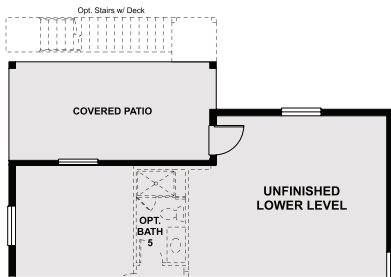 Opt. Stairs w/ Deck
COVERED PATIO
UNFINISHED
LOWER LEVEL
OPT.
BATH
5